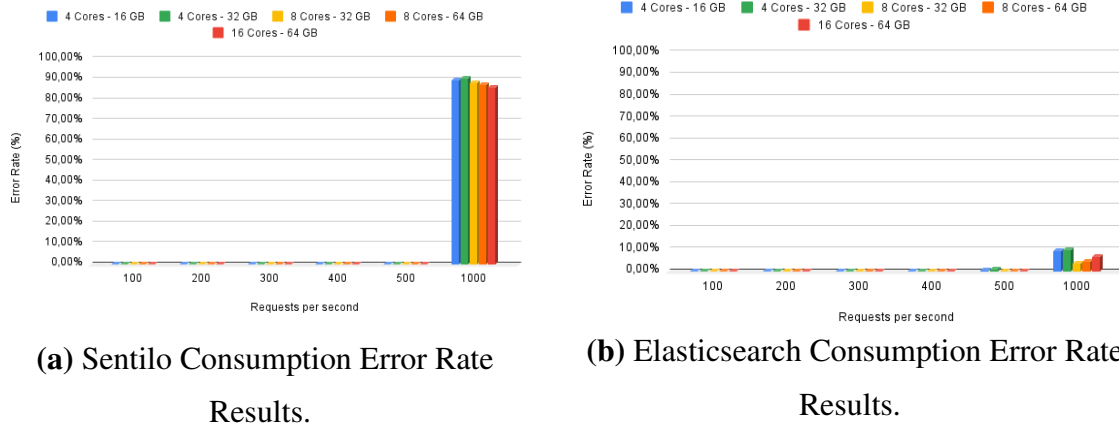 4 Cores - 16 GB 4 Cores - 32 GB 8 Cores - 32 GB 8 Cores - 64 GB
16 Cores - 64 GB
100,00%
90,00%
80,00%
70,00%
60,00%
50,00%
40,00%
30,00%
20,00%
10,00%
0,00%
Error Rate (%)
100 200 300 400 500 1000
Requests per second
(a) Sentilo Consumption Error Rate
Results.
4 Cores - 16 GB 4 Cores - 32 GB 8 Cores - 32 GB 8 Cores - 64 GB
16 Cores - 64 GB
100,00%
90,00%
80,00%
70,00%
60,00%
50,00%
40,00%
30,00%
20,00%
10,00%
0,00%
Error Rate (%)
100 200 300 400 500 1000
Requests per second
(b) Elasticsearch Consumption Error Rate
Results.